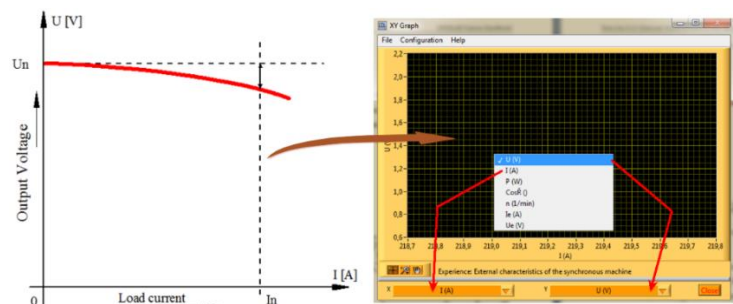 U [V]
Un
Output Voltage
0
Load current
In
I [A]
XY Graph
File Configuration Help
2,2-
2,0-
1,8-
1,6-
1,4-
1,2-
1,0-
0,8-
0,6-
U (V)
✓ U (V)
I (A)
P (W)
CosŘ ()
n (1/min)
Ie (A)
Ue (V)
218,7 218,8 218,9 219,0 219,1 219,2 219,3 219,4 219,5 219,6 219,7 219,8
I (A)
Experience: External characteristics of the synchronous machine
X I (A) Y U (V) Close